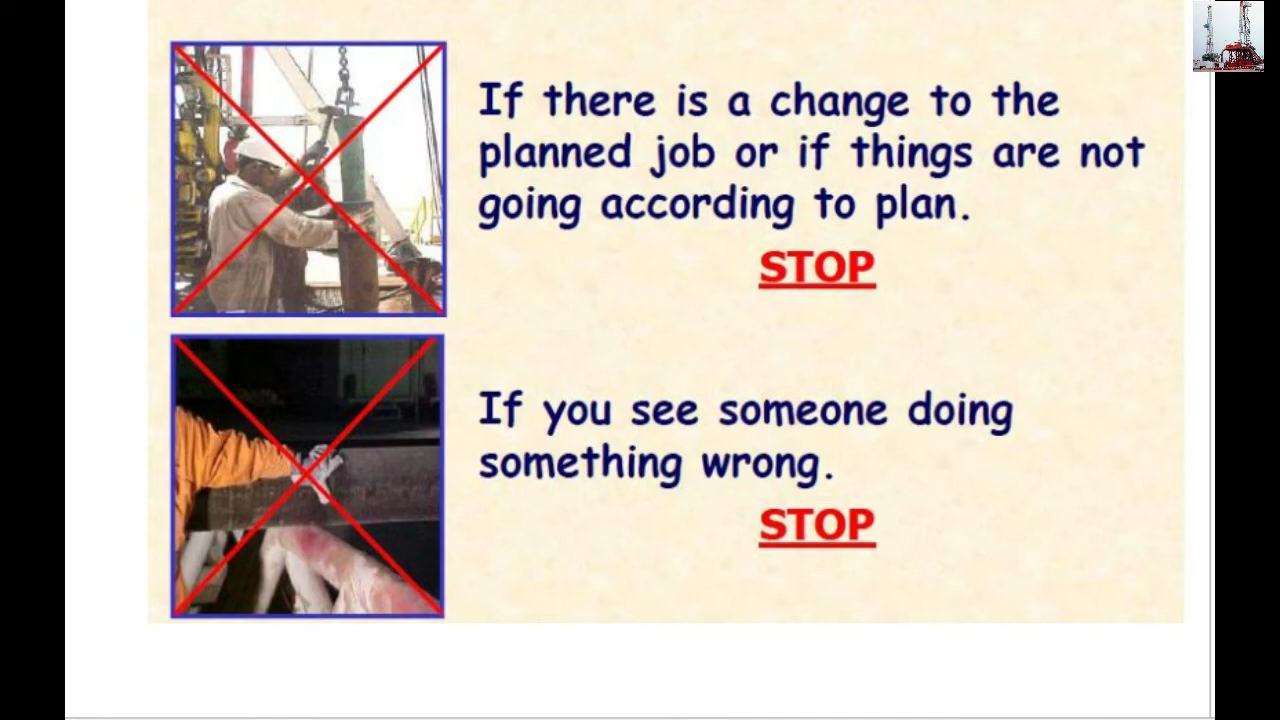 If there is a change to the
planned job or if things are not
going according to plan.
STOP
If you see someone doing
something wrong.
STOP